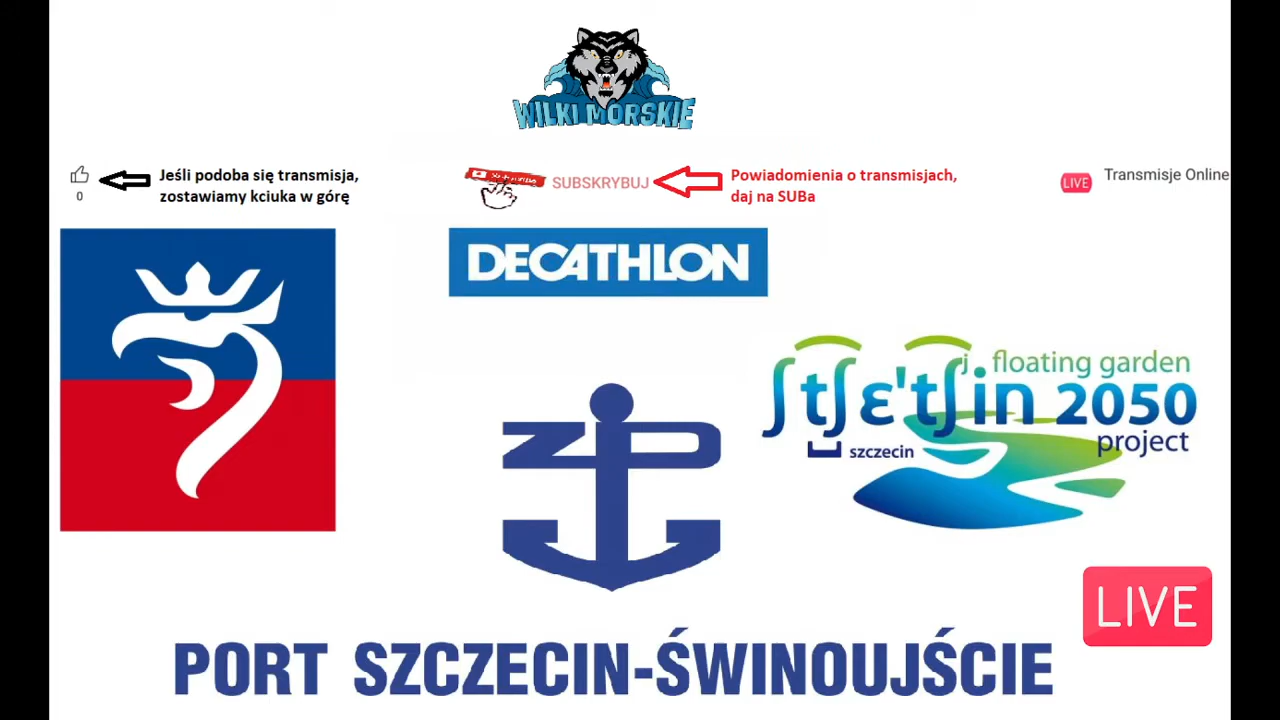 WILKI MORSKIE
Jeśli podoba się transmisja,
zostawiamy kciuka w górę
0
SUBSKRYBUJ
Powiadomienia o transmisjach,
daj na SUBa
LIVE
Transmisje Online
DECATHLON
floating garden
ʃtʃɛ'tʃin 2050
j
project
szczecin
ZP
LIVE
PORT SZCZECIN-ŚWINOUJŚCIE